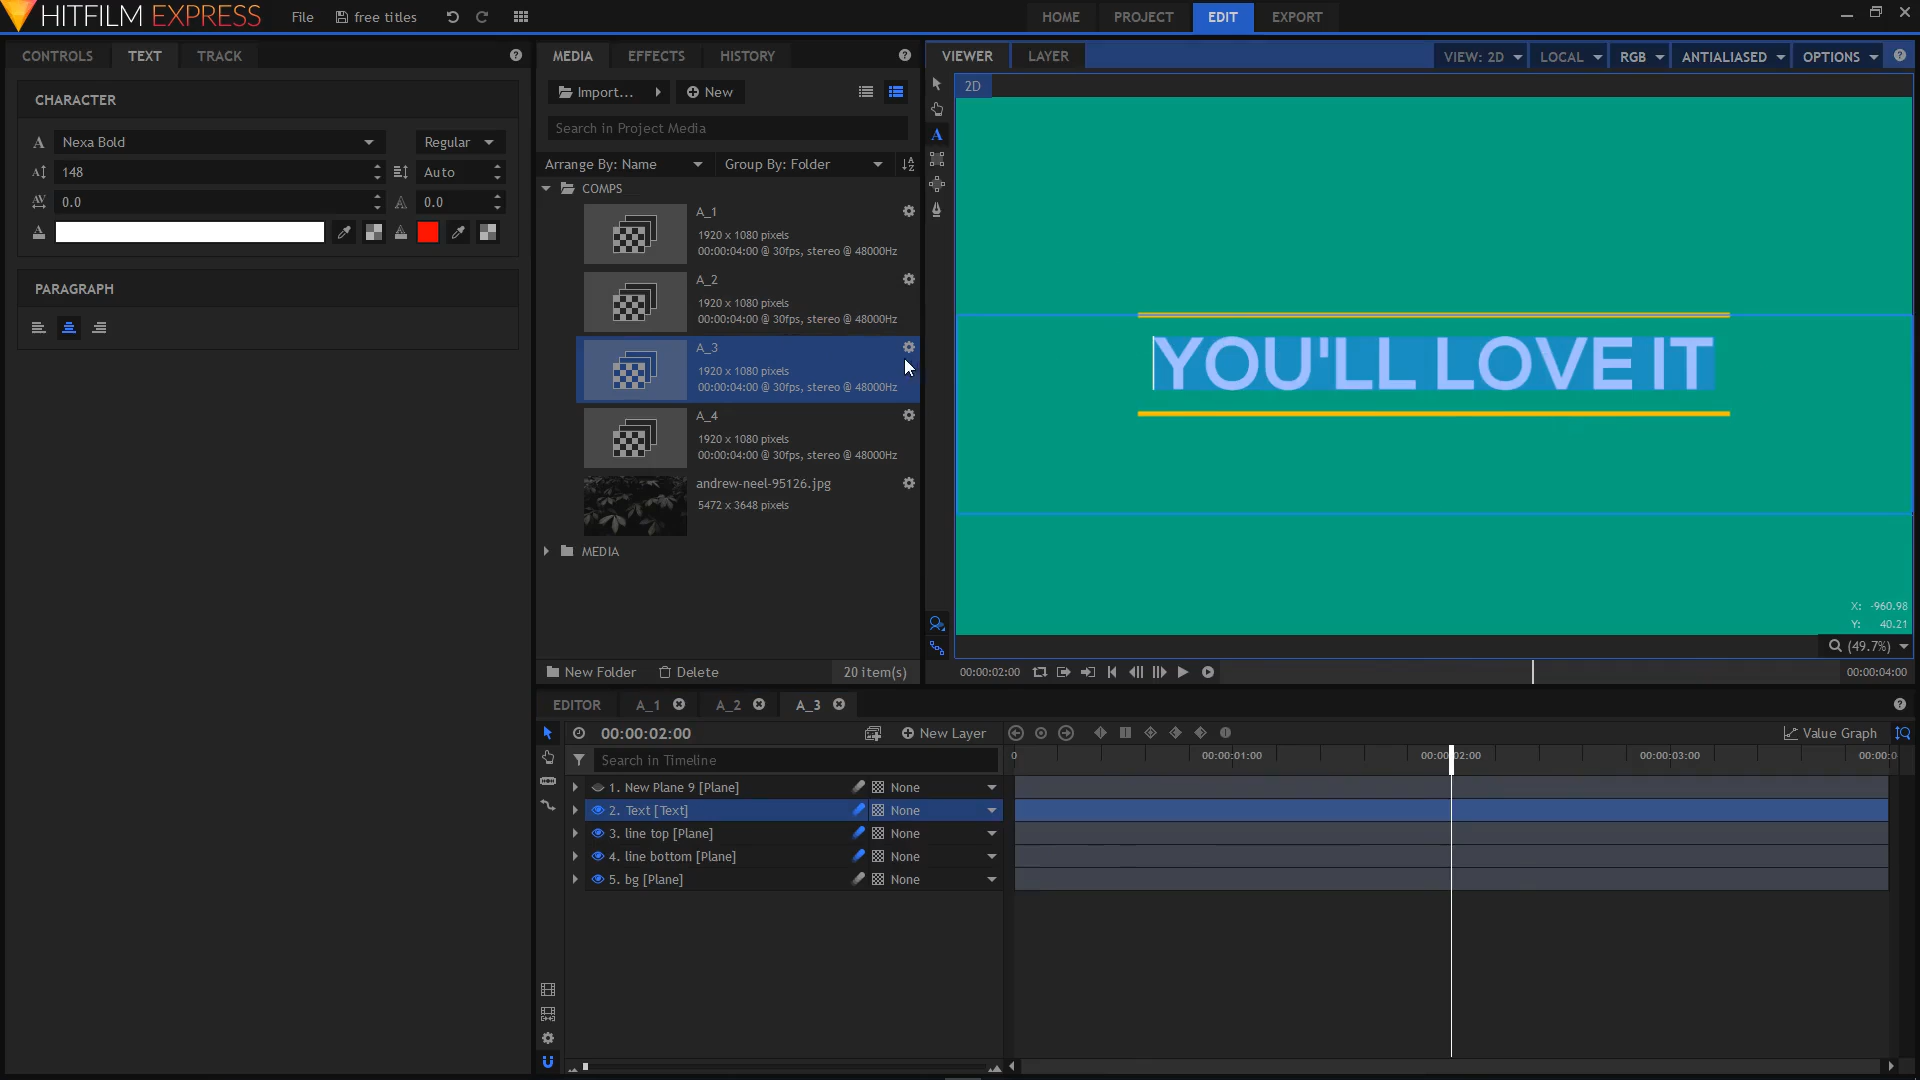 HITFILM EXPRESS
File
free titles
HOME
PROJECT
EDIT
EXPORT
CONTROLS
TEXT
TRACK
CHARACTER
Nexa Bold
Regular
148
Auto
0.0
0.0
PARAGRAPH
MEDIA
EFFECTS
HISTORY
Import...
New
Search in Project Media
Arrange By: Name
Group By: Folder
COMPS
A_1
1920 x 1080 pixels
00:00:04:00 @ 30fps, stereo @ 48000Hz
A_2
1920 x 1080 pixels
00:00:04:00 @ 30fps, stereo @ 48000Hz
A_3
1920 x 1080 pixels
00:00:04:00 @ 30fps, stereo @ 48000Hz
A_4
1920 x 1080 pixels
00:00:04:00 @ 30fps, stereo @ 48000Hz
andrew-neel-95126.jpg
5472 x 3648 pixels
MEDIA
New Folder
Delete
20 item(s)
VIEWER
LAYER
VIEW: 2D
LOCAL
RGB
ANTIALIASED
OPTIONS
2D
YOU'LL LOVE IT
X: -960.98
Y: 40.21
(49.7%)
00:00:02:00
00:00:04:00
EDITOR
A_1
A_2
A_3
00:00:02:00
New Layer
Value Graph
Search in Timeline
0
00:00:01:00
00:00:02:00
00:00:03:00
00:00:0
1. New Plane 9 [Plane]
None
2. Text [Text]
None
3. line top [Plane]
None
4. line bottom [Plane]
None
5. bg [Plane]
None